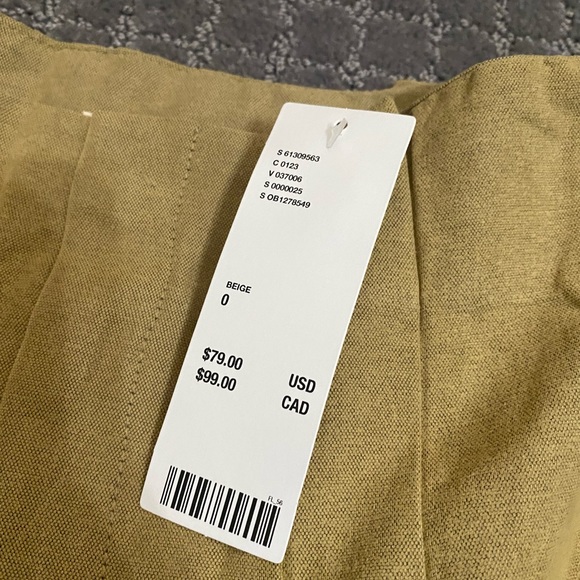 S 61309563
C 0123
V 037006
S 0000025
S OB1278549
BEIGE
0
$79.00 USD
$99.00 CAD
FL_56